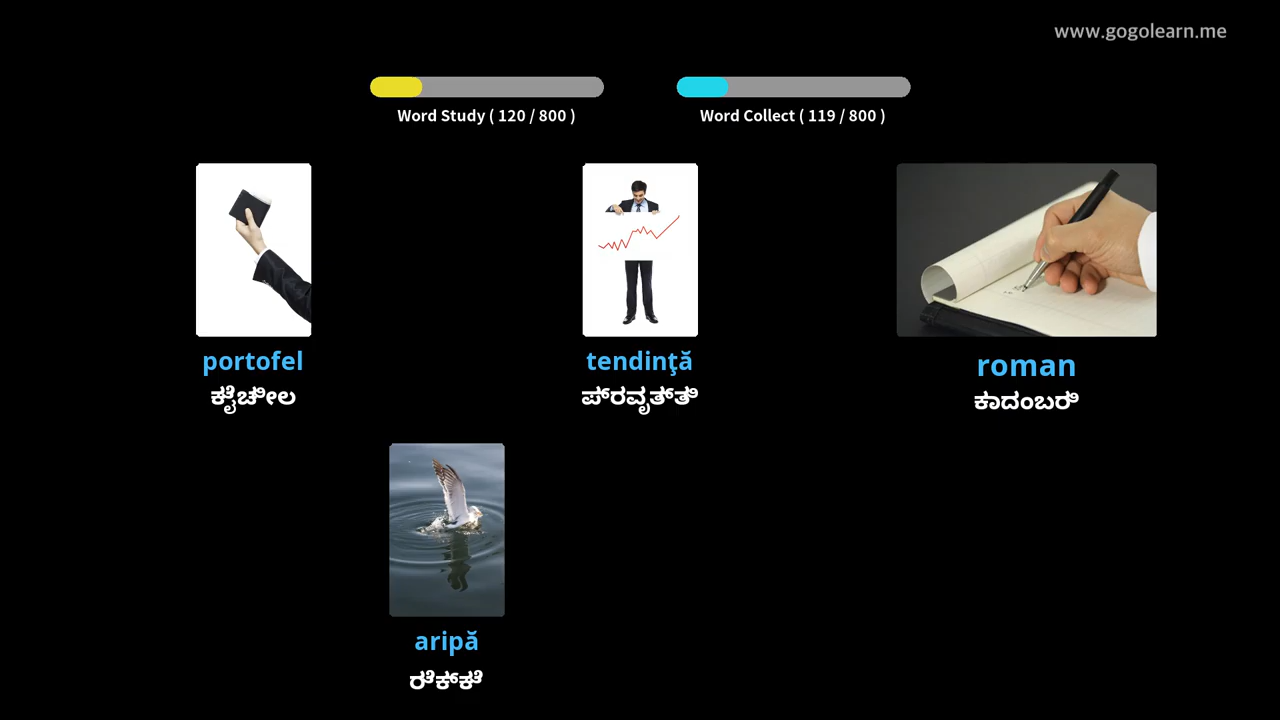 www.gogolearn.me
Word Study ( 120 / 800 )
Word Collect ( 119 / 800 )
portofel
ಕೈಚೀಲ
tendinţă
ಪ್ರವೃತ್ತಿ
roman
ಕಾದಂಬರಿ
aripă
ರೆಕ್ಕೆ